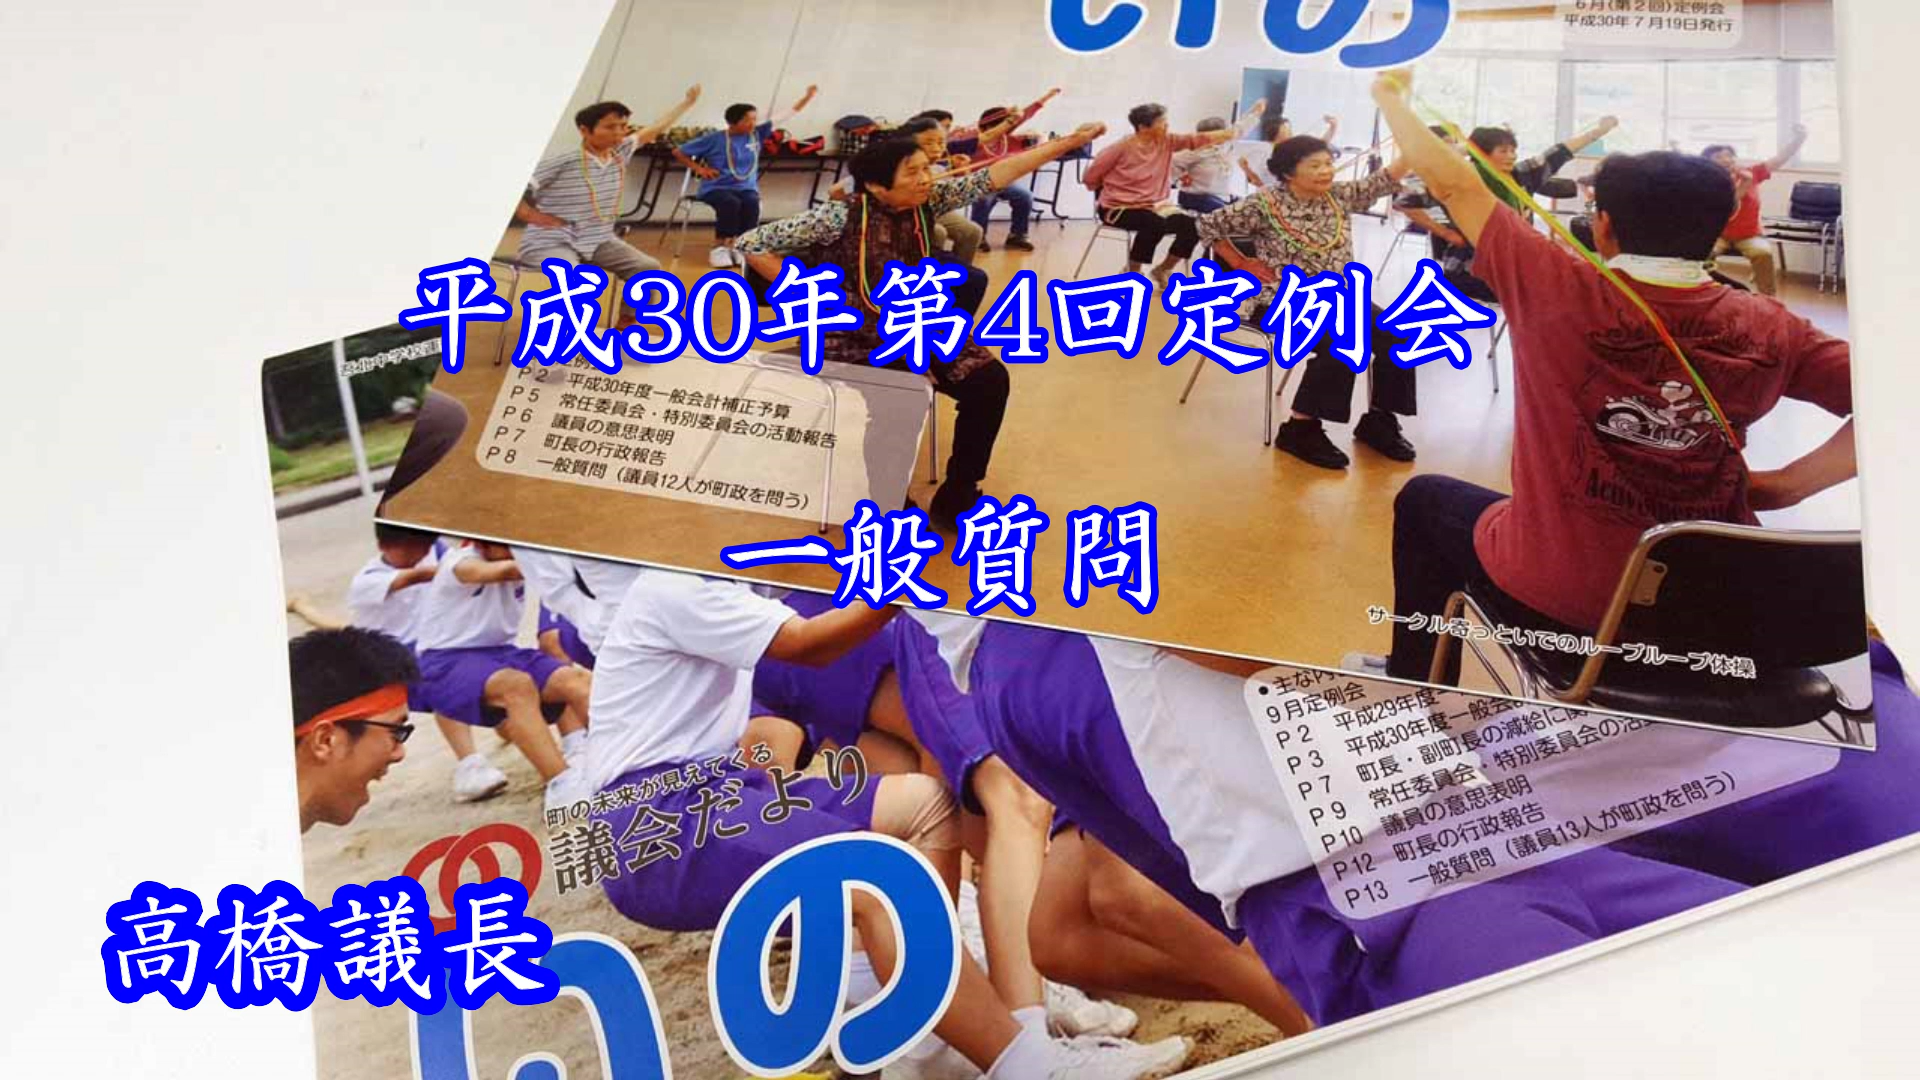 いの
6月(第2回)定例会
平成30年7月19日発行
平成30年第4回定例会
P2 平成30年度一般会計補正予算
P5 常任委員会・特別委員会の活動報告
P6 議員の意思表明
P7 町長の行政報告
P8 一般質問(議員12人が町政を問う)
一般質問
サークル寄っといでのループループ体操
9月定例会
P2 平成29年度
P3 平成30年度一般会
P7 町長・副町長の減給に
P9 常任委員会・特別委員会の活
P10 議員の意思表明
P12 町長の行政報告
P13 一般質問(議員13人が町政を問う)
町の未来が見えてくる
議会だより
いの
高橋議長